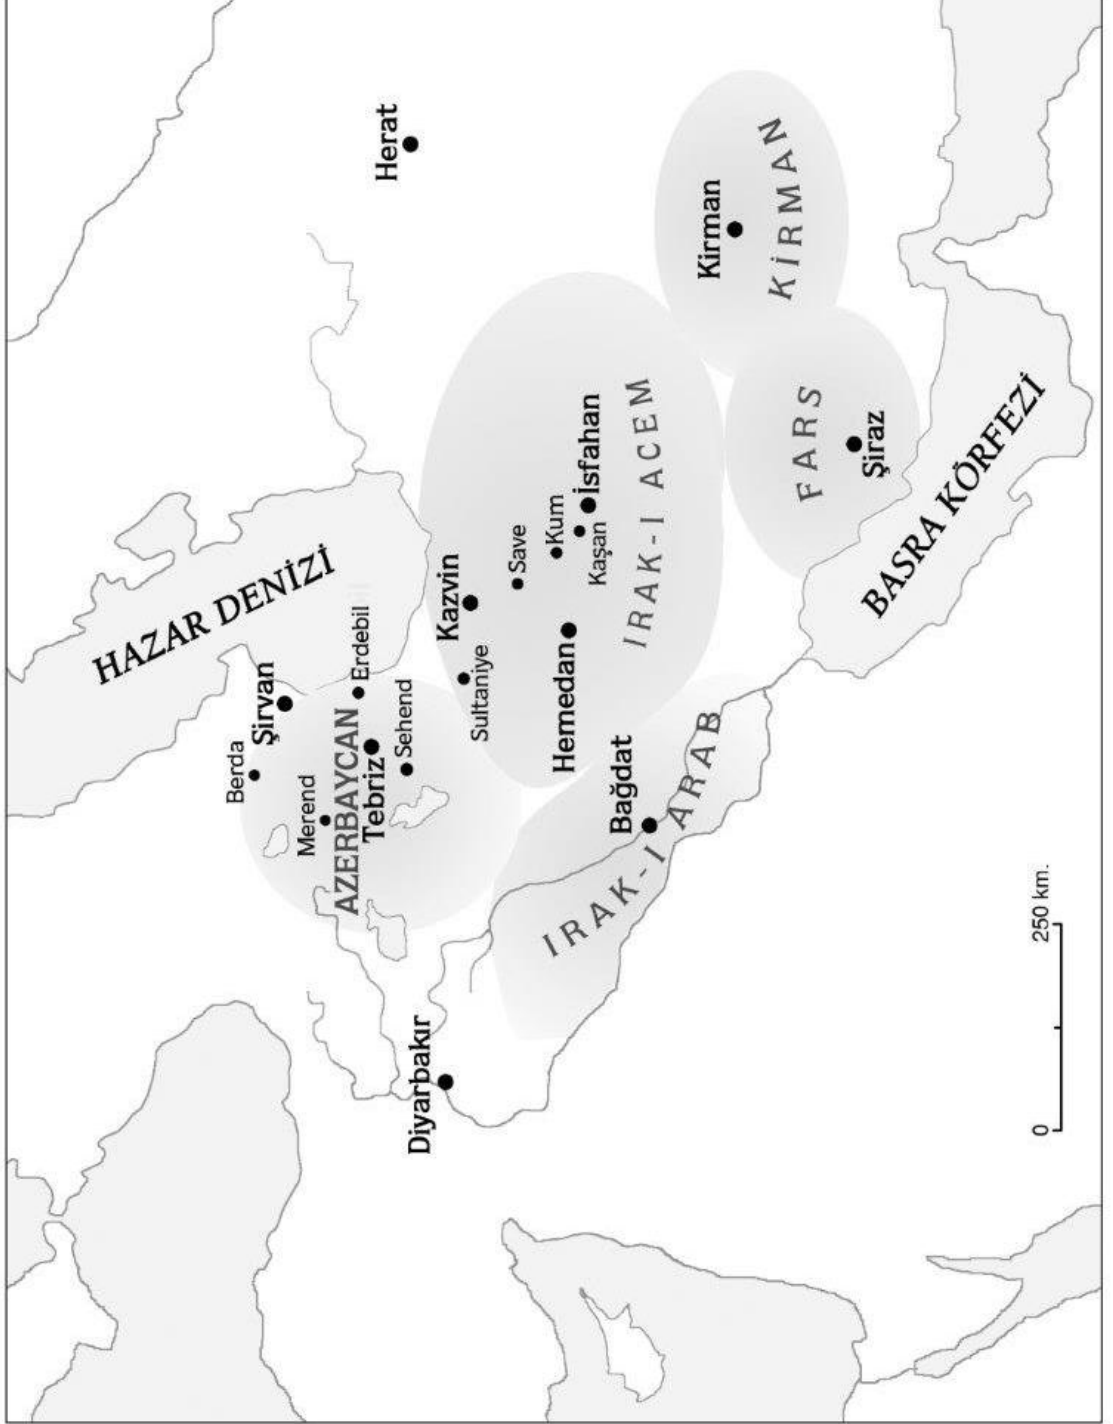 HAZAR DENİZİ
Berda
Şirvan
Merend
AZERBAYCAN
Erdebil
Tebriz
Sehend
Herat
Diyarbakır
Kazvin
Sultaniye
Save
Kum
Kaşan
İsfahan
Hemedan
IRAK-I ACEM
Bağdat
IRAK-I ARAB
Kirman
KİRMAN
FARS
Şiraz
BASRA KÖRFEZİ
0 250 km.